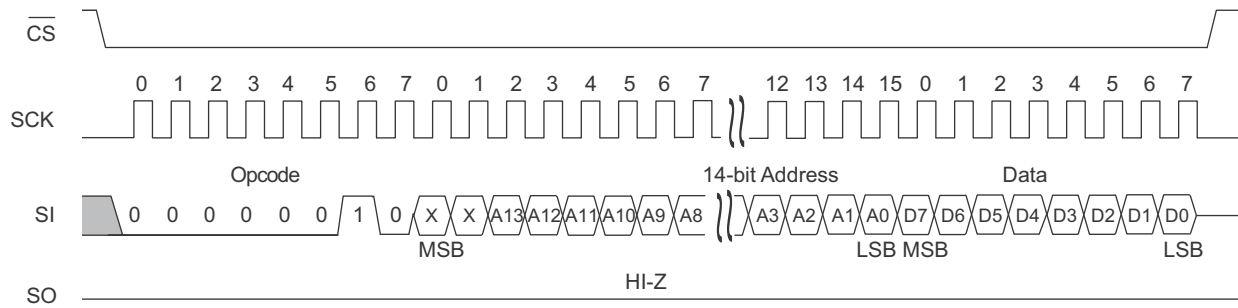 CS
0 1 2 3 4 5 6 7 0 1 2 3 4 5 6 7 12 13 14 15 0 1 2 3 4 5 6 7
SCK
Opcode 14-bit Address Data
SI 0 0 0 0 0 0 1 0 X X A13 A12 A11 A10 A9 A8 A3 A2 A1 A0 D7 D6 D5 D4 D3 D2 D1 D0
MSB LSB MSB LSB
HI-Z
SO